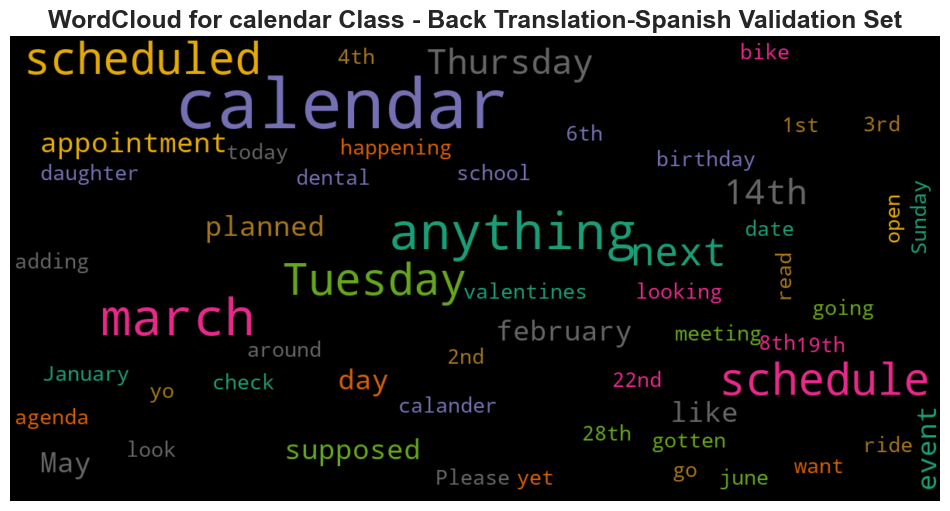 WordCloud for calendar Class - Back Translation-Spanish Validation Set
scheduled
4th
Thursday
bike
calendar
6th
1st
3rd
appointment
today
happening
birthday
daughter
dental
school
14th
open
Sunday
planned
anything
next
date
adding
Tuesday
valentines
looking
read
going
march
february
meeting
8th
19th
around
2nd
January
yo
check
day
22nd
schedule
calander
agenda
like
look
supposed
28th
gotten
ride
event
May
Please
yet
go
june
want